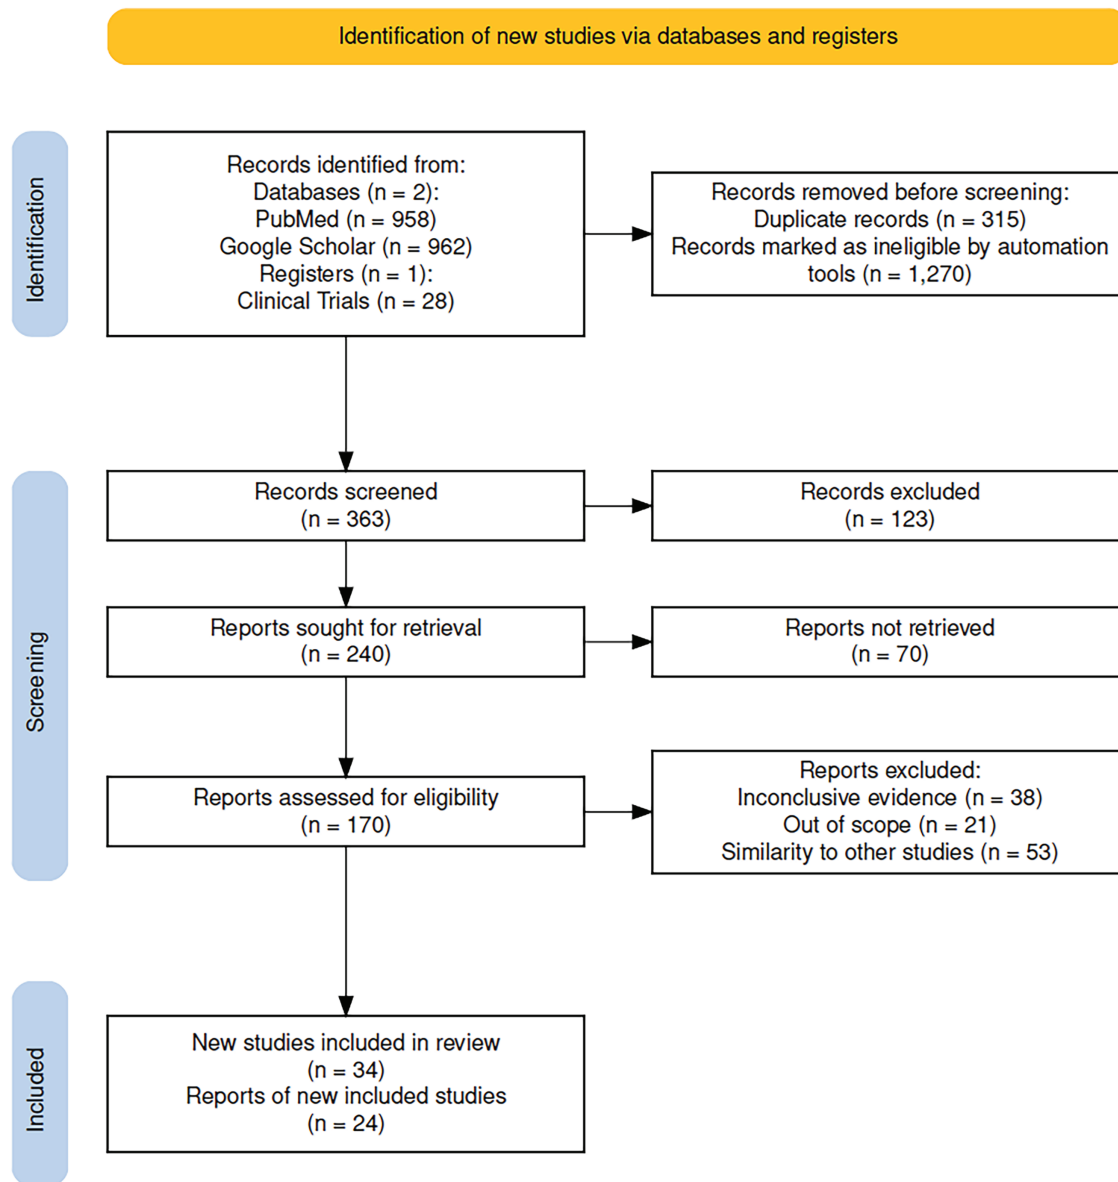 Identification of new studies via databases and registers
Identification
Records identified from:
Databases (n = 2):
PubMed (n = 958)
Google Scholar (n = 962)
Registers (n = 1):
Clinical Trials (n = 28)
Records removed before screening:
Duplicate records (n = 315)
Records marked as ineligible by automation
tools (n = 1,270)
Screening
Records screened
(n = 363)
Records excluded
(n = 123)
Reports sought for retrieval
(n = 240)
Reports not retrieved
(n = 70)
Reports assessed for eligibility
(n = 170)
Reports excluded:
Inconclusive evidence (n = 38)
Out of scope (n = 21)
Similarity to other studies (n = 53)
Included
New studies included in review
(n = 34)
Reports of new included studies
(n = 24)